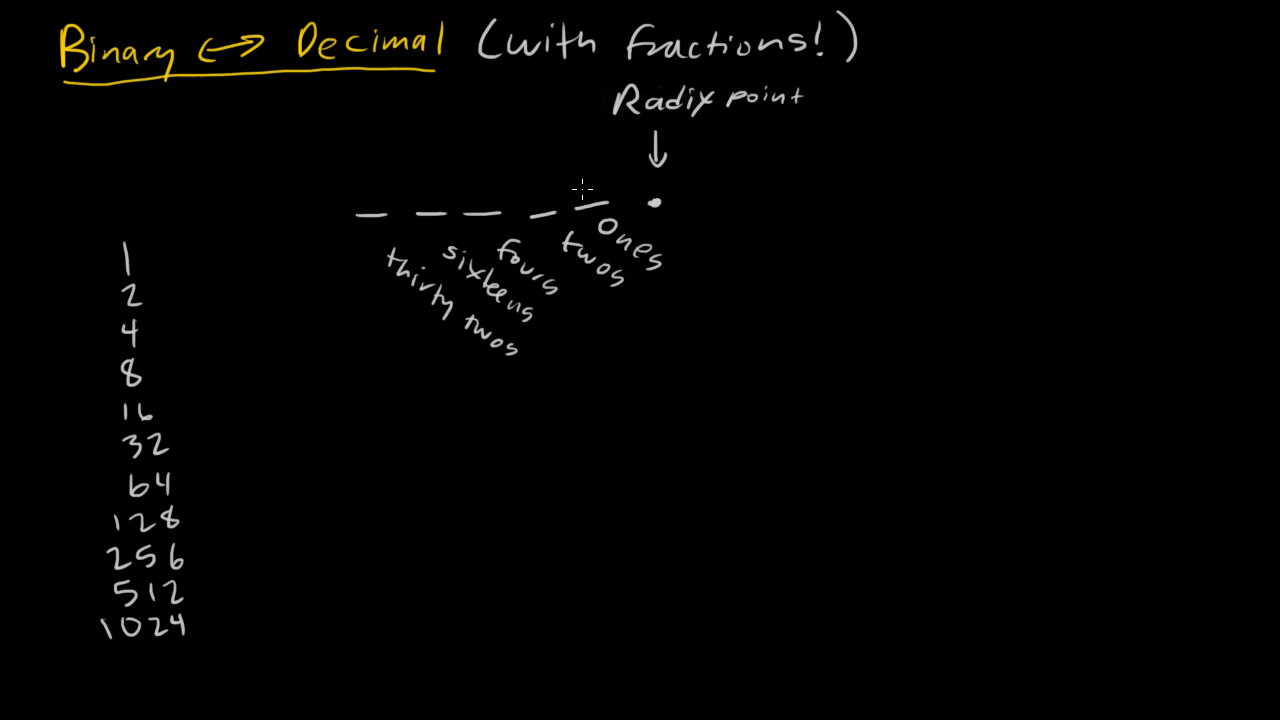 Binary <-> Decimal (with fractions!)
Radix point
ones
twos
fours
sixteens
thirty twos
1
2
4
8
16
32
64
128
256
512
1024